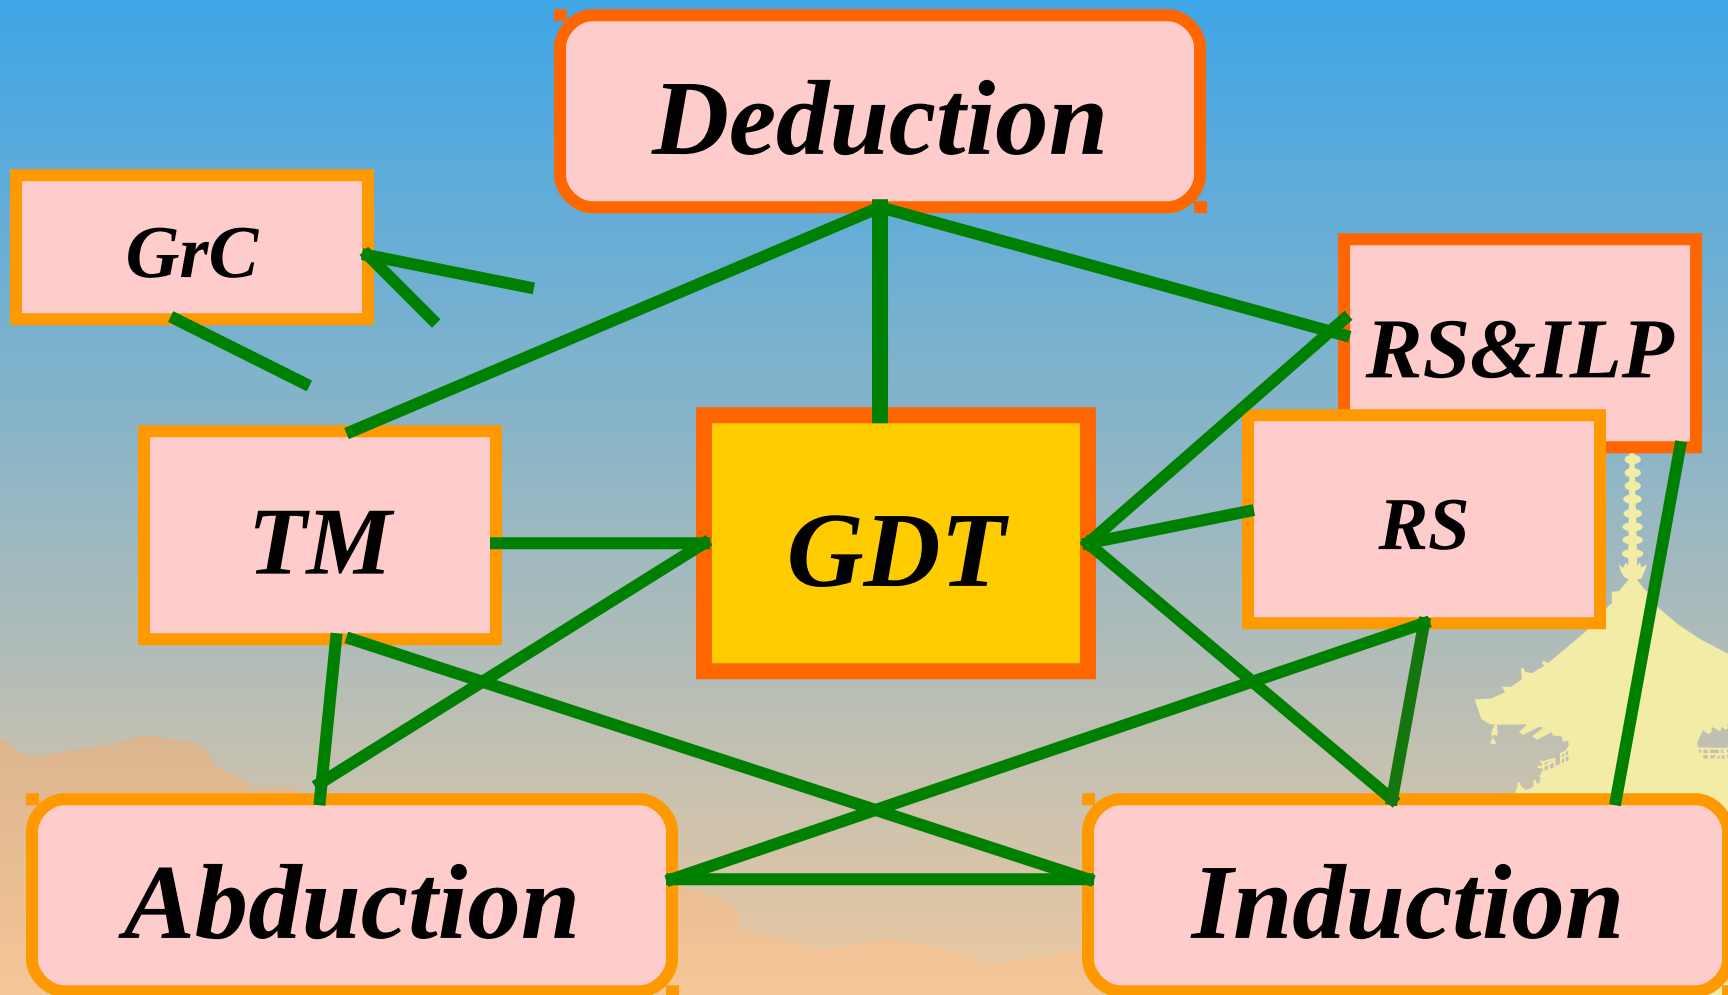 Deduction
GrC
RS&ILP
TM
GDT
RS
Abduction
Induction